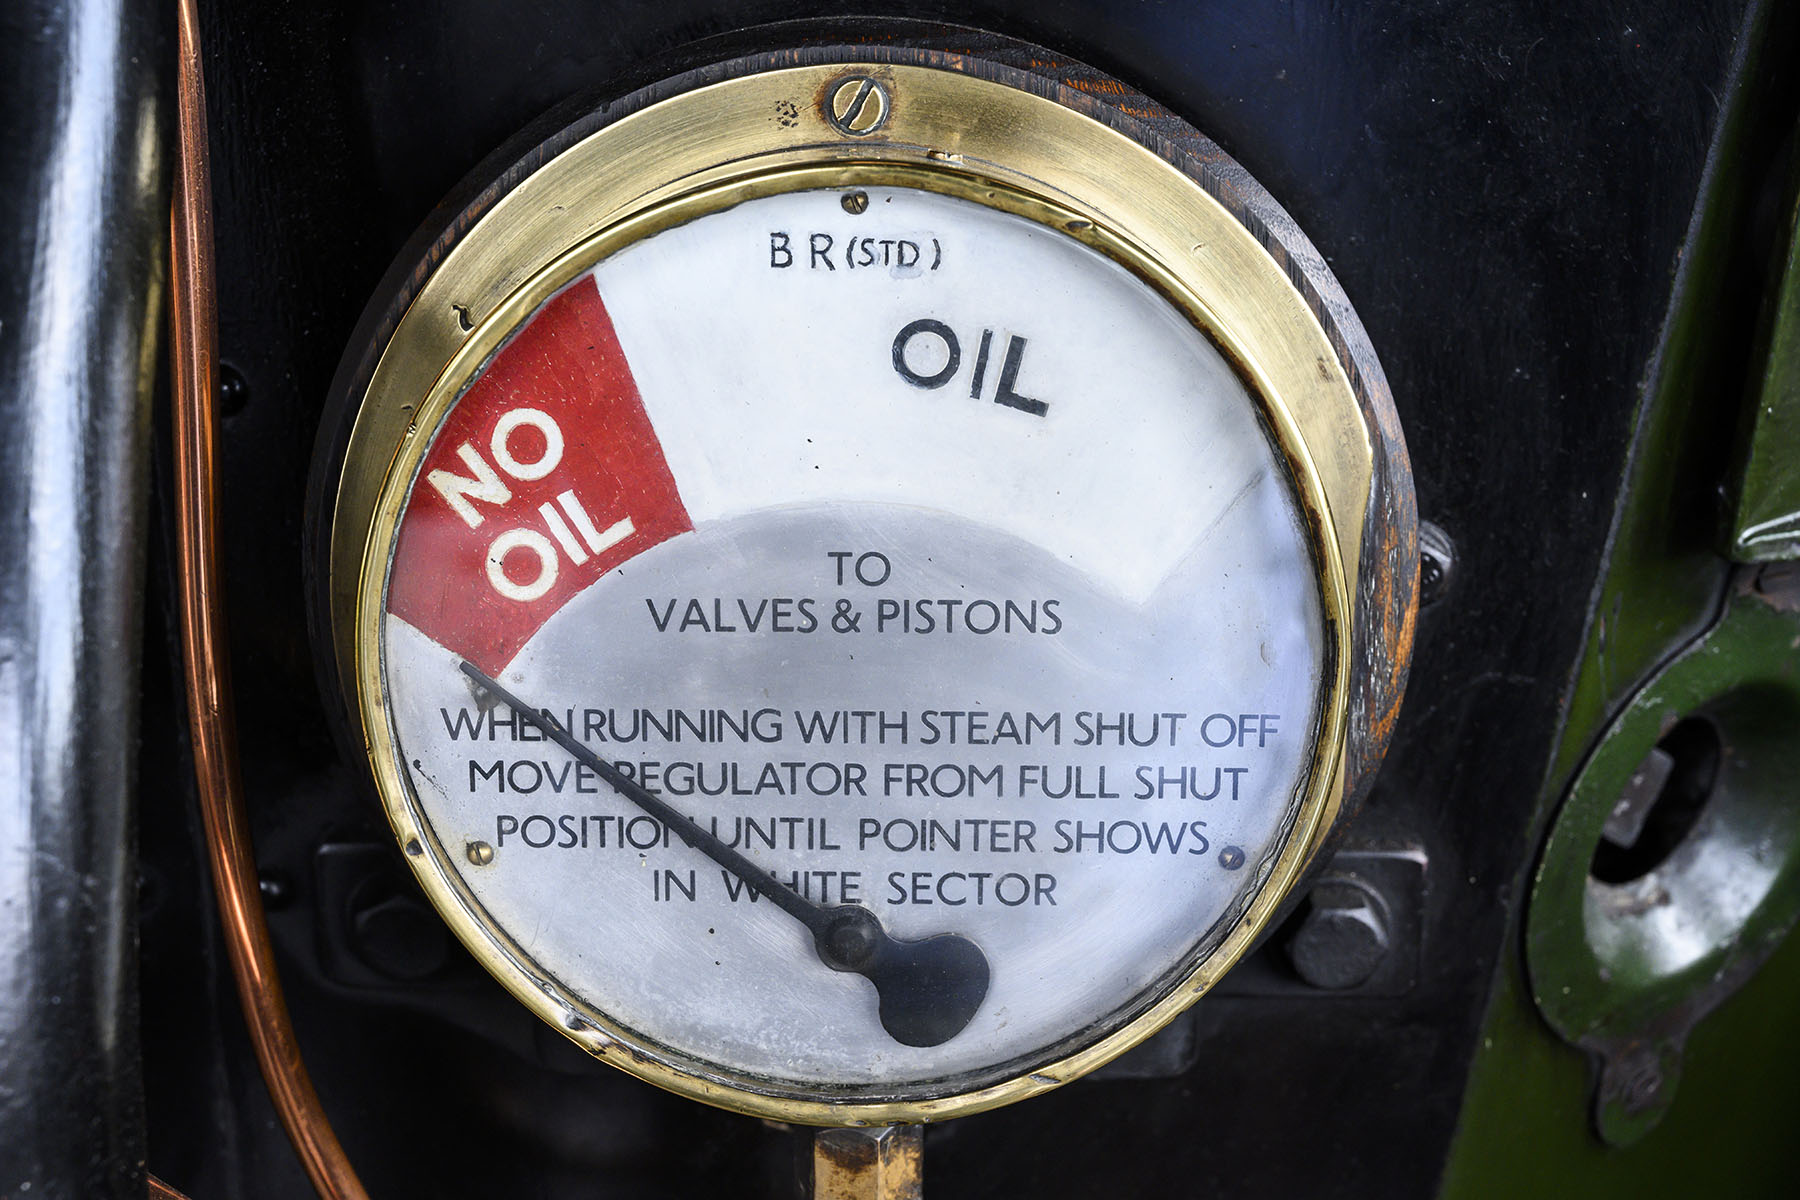 B R (STD)
OIL
NO
OIL
TO
VALVES & PISTONS
WHEN RUNNING WITH STEAM SHUT OFF
MOVE REGULATOR FROM FULL SHUT
POSITION UNTIL POINTER SHOWS
IN WHITE SECTOR